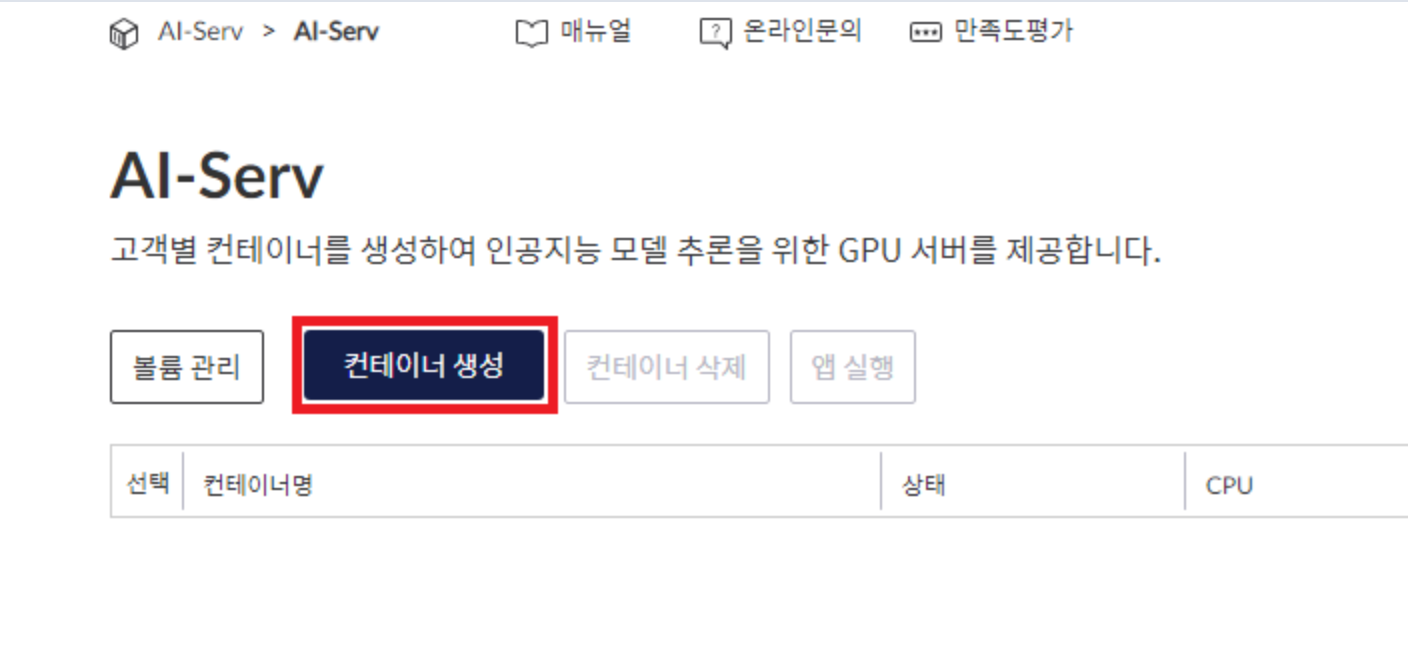 AI-Serv > AI-Serv 매뉴얼 온라인문의 만족도평가
AI-Serv
고객별 컨테이너를 생성하여 인공지능 모델 추론을 위한 GPU 서버를 제공합니다.
볼륨 관리 컨테이너 생성 컨테이너 삭제 앱 실행
선택 컨테이너명 상태 CPU